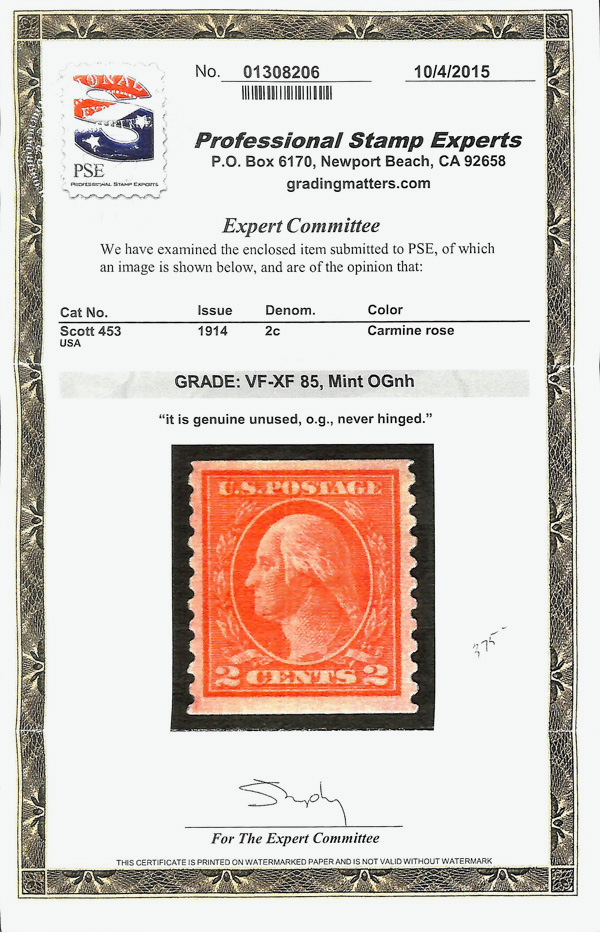 No. 01308206 10/4/2015
PSE
PROFESSIONAL STAMP EXPERTS
Professional Stamp Experts
P.O. Box 6170, Newport Beach, CA 92658
gradingmatters.com
Expert Committee
We have examined the enclosed item submitted to PSE, of which
an image is shown below, and are of the opinion that:
Cat No. Issue Denom. Color
Scott 453 1914 2c Carmine rose
USA
GRADE: VF-XF 85, Mint OGnh
“it is genuine unused, o.g., never hinged.”
U.S. POSTAGE
2 CENTS 2
375-
For The Expert Committee
THIS CERTIFICATE IS PRINTED ON WATERMARKED PAPER AND IS NOT VALID WITHOUT WATERMARK